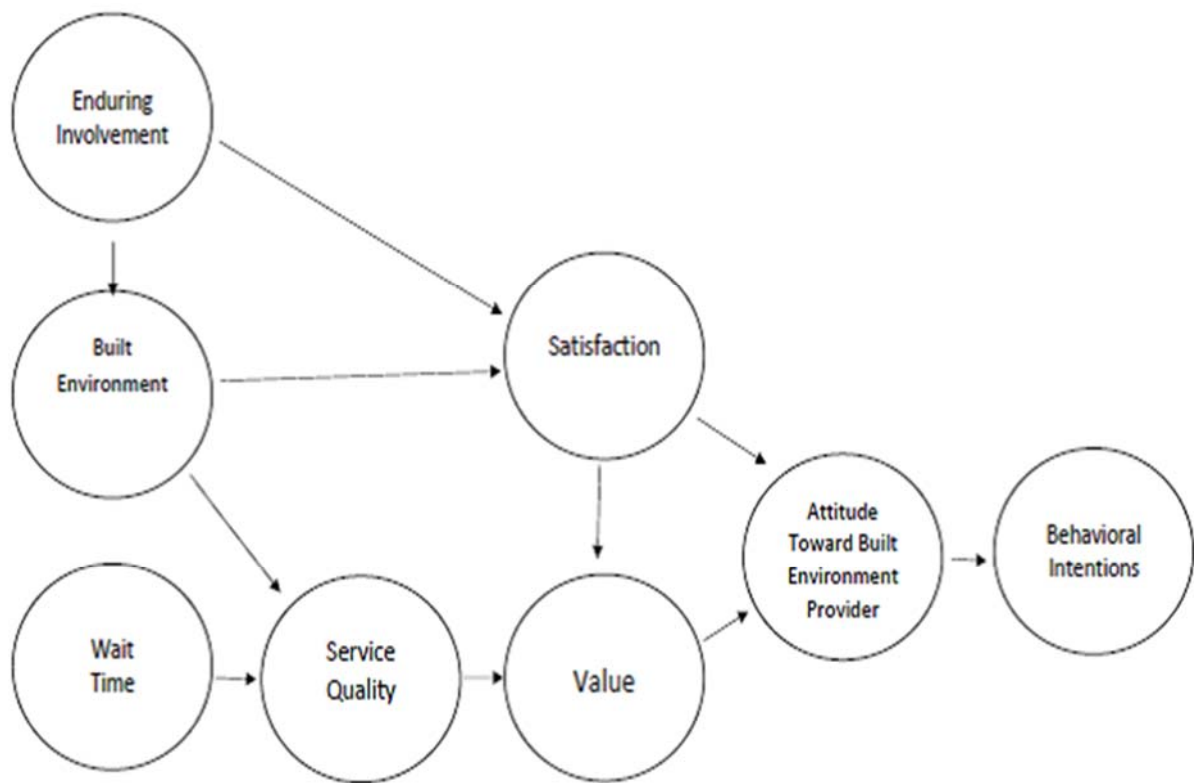 Enduring
Involvement
Built
Environment
Satisfaction
Attitude
Toward Built
Environment
Provider
Behavioral
Intentions
Wait
Time
Service
Quality
Value